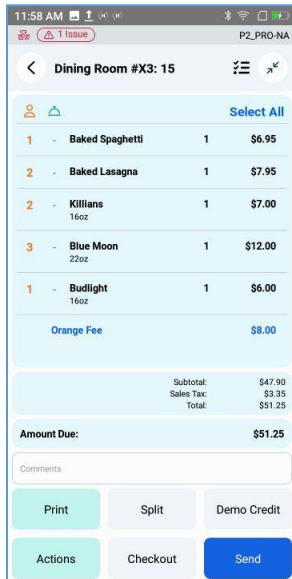 11:58 AM
1 Issue
P2_PRO-NA
Dining Room #X3: 15
Select All
1 - Baked Spaghetti 1 $6.95
2 - Baked Lasagna 1 $7.95
2 - Killians 1 $7.00
16oz
3 - Blue Moon 1 $12.00
22oz
1 - Budlight 1 $6.00
16oz
Orange Fee $8.00
Subtotal: $47.90
Sales Tax: $3.35
Total: $51.25
Amount Due: $51.25
Comments
Print Split Demo Credit
Actions Checkout Send